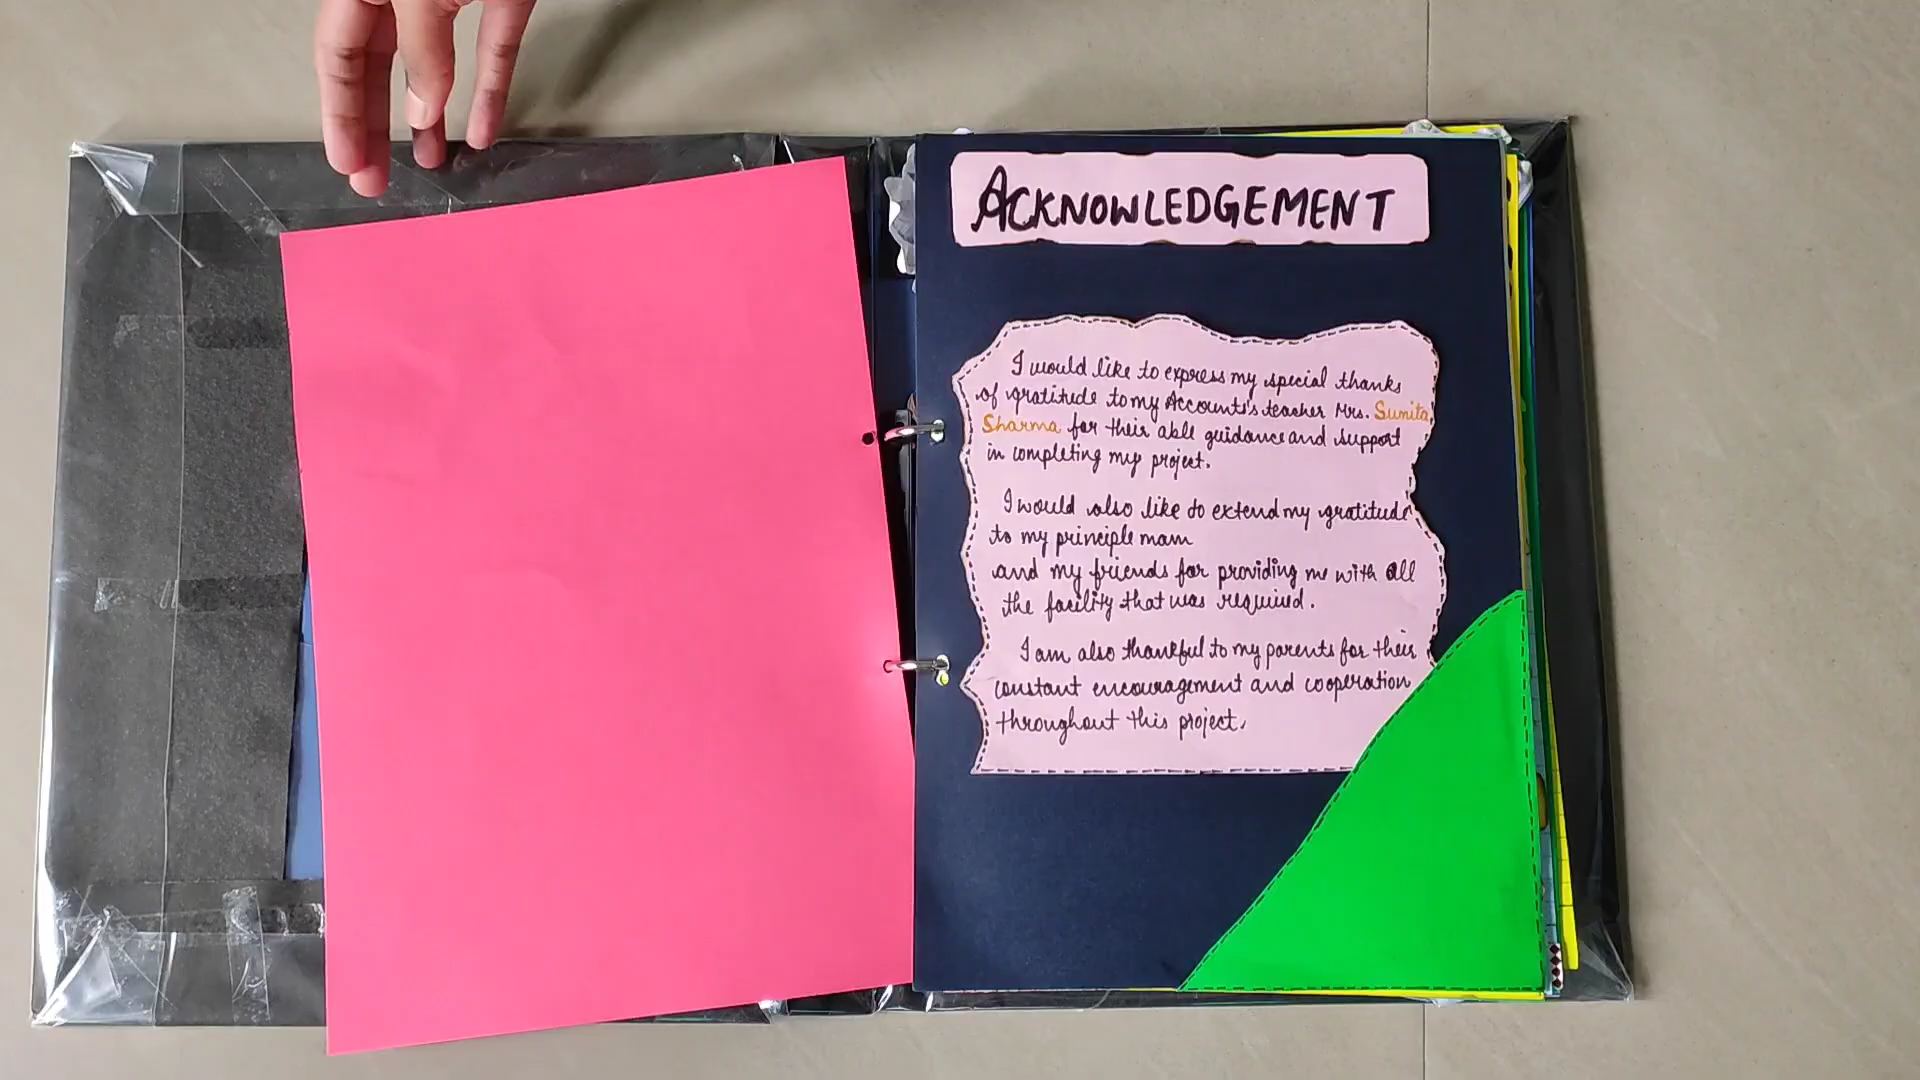 ACKNOWLEDGEMENT
I would like to express my special thanks
of gratitude to my Accounts's teacher Mrs. Sunita
Sharma for their able guidance and support
in completing my project.
I would also like to extend my gratitude
to my principle mam
and my friends for providing me with all
the facility that was required.
I am also thankful to my parents for their
constant encouragement and cooperation
throughout this project.